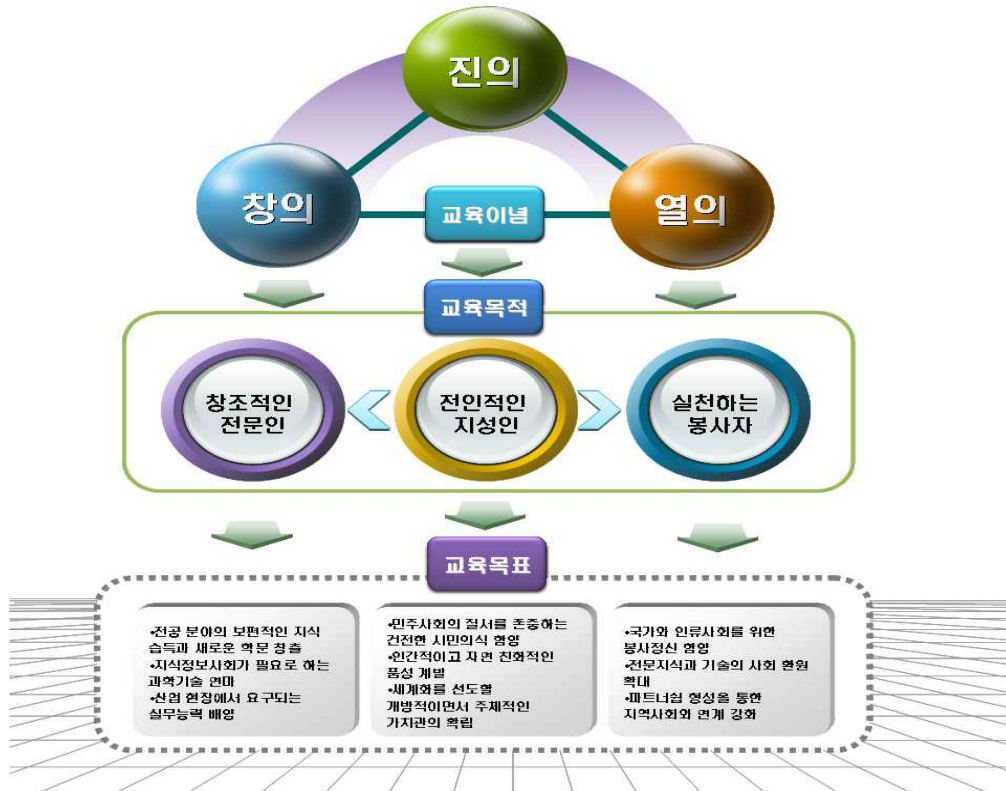 진의
창의
열의
교육이념
교육목적
창조적인
전문인
전인적인
지성인
실천하는
봉사자
교육목표
•전공 분야의 보편적인 지식
습득과 새로운 학문 창출
•지식정보사회가 필요로 하는
과학기술 연마
•산업 현장에서 요구되는
실무능력 배양
•민주사회의 질서를 존중하는
건전한 시민의식 함양
•인간적이고 자연 친화적인
품성 계발
•세계화를 선도할
개방적이면서 주체적인
가치관의 확립
•국가와 인류사회를 위한
봉사정신 함양
•전문지식과 기술의 사회 환원
확대
•파트너쉽 형성을 통한
지역사회와 연계 강화